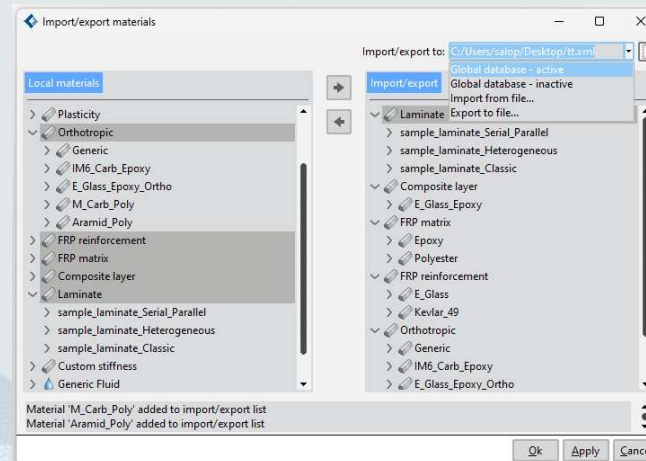 Import/export materials
Import/export to: C:/Users/salop/Desktop/tt.xml
Global database - active
Global database - inactive
Import from file...
Export to file...
Local materials
Plasticity
Orthotropic
Generic
IM6_Carb_Epoxy
E_Glass_Epoxy_Ortho
M_Carb_Poly
Aramid_Poly
FRP reinforcement
FRP matrix
Composite layer
Laminate
sample_laminate_Serial_Parallel
sample_laminate_Heterogeneous
sample_laminate_Classic
Custom stiffness
Generic Fluid
Import/export
Laminate
sample_laminate_Serial_Parallel
sample_laminate_Heterogeneous
sample_laminate_Classic
Composite layer
E_Glass_Epoxy
FRP matrix
Epoxy
Polyester
FRP reinforcement
E_Glass
Kevlar_49
Orthotropic
Generic
IM6_Carb_Epoxy
E_Glass_Epoxy_Ortho
Material 'M_Carb_Poly' added to import/export list
Material 'Aramid_Poly' added to import/export list
Ok Apply Canc